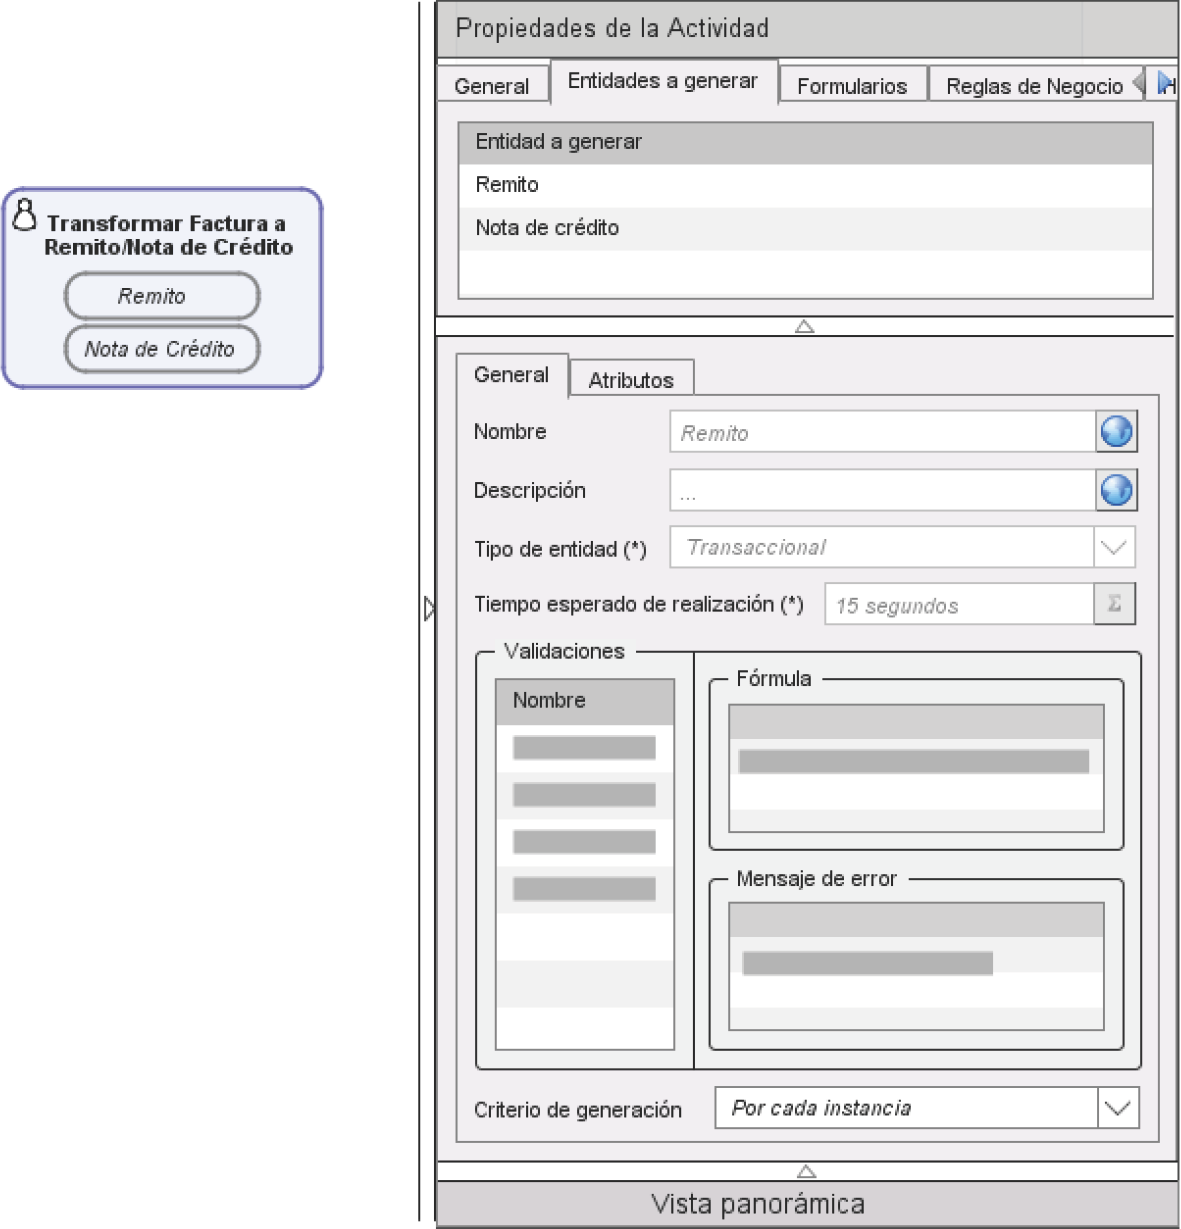 Transformar Factura a
Remito/Nota de Crédito
Remito
Nota de Crédito
Propiedades de la Actividad
General
Entidades a generar
Formularios
Reglas de Negocio
H
Entidad a generar
Remito
Nota de crédito
General
Atributos
Nombre
Remito
Descripción
...
Tipo de entidad (*)
Transaccional
Tiempo esperado de realización (*)
15 segundos
Σ
Validaciones
Nombre
Fórmula
Mensaje de error
Criterio de generación
Por cada instancia
Vista panorámica